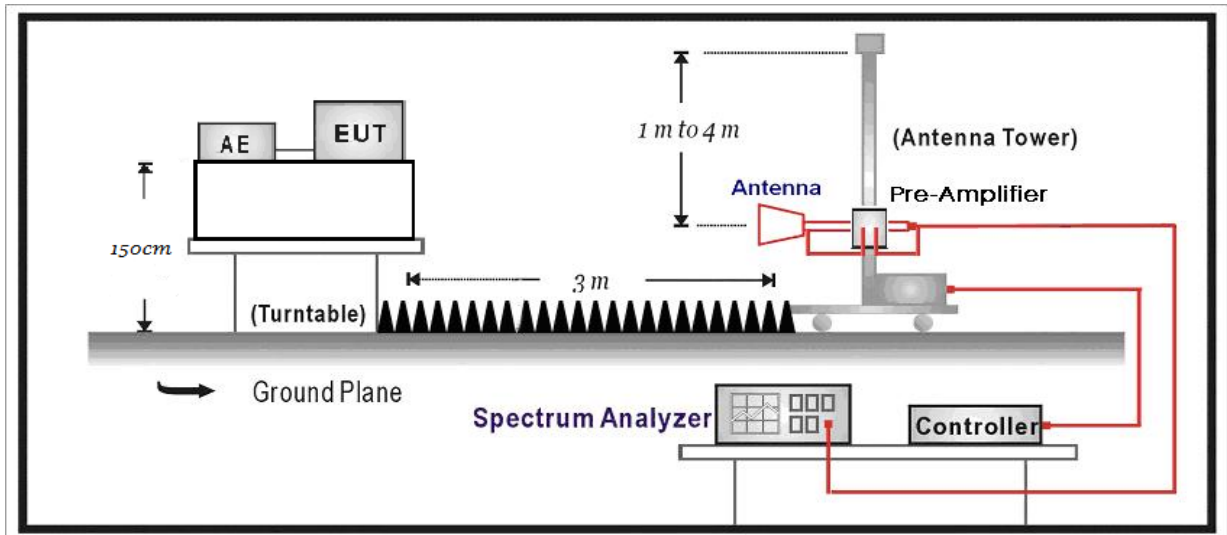 1 m to 4 m
(Antenna Tower)
EUT
AE
Antenna
Pre-Amplifier
150cm
3 m
(Turntable)
Ground Plane
Spectrum Analyzer
Controller